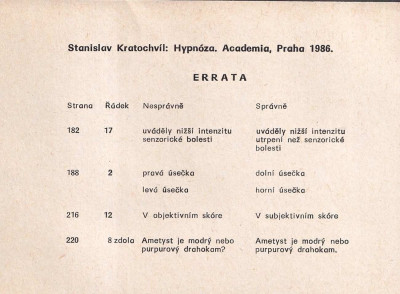 Stanislav Kratochvíl: Hypnóza. Academia, Praha 1986.
ERRATA
Strana Řádek Nesprávně Správně
182 17 uváděly nižší intenzitu uváděly nižší intenzitu
senzorické bolesti utrpení než senzorické
bolesti
188 2 pravá úsečka dolní úsečka
levá úsečka horní úsečka
216 12 V objektivním skóre V subjektivním skóre
220 8 zdola Ametyst je modrý nebo Ametyst je modrý nebo
purpurový drahokam? purpurový drahokam.